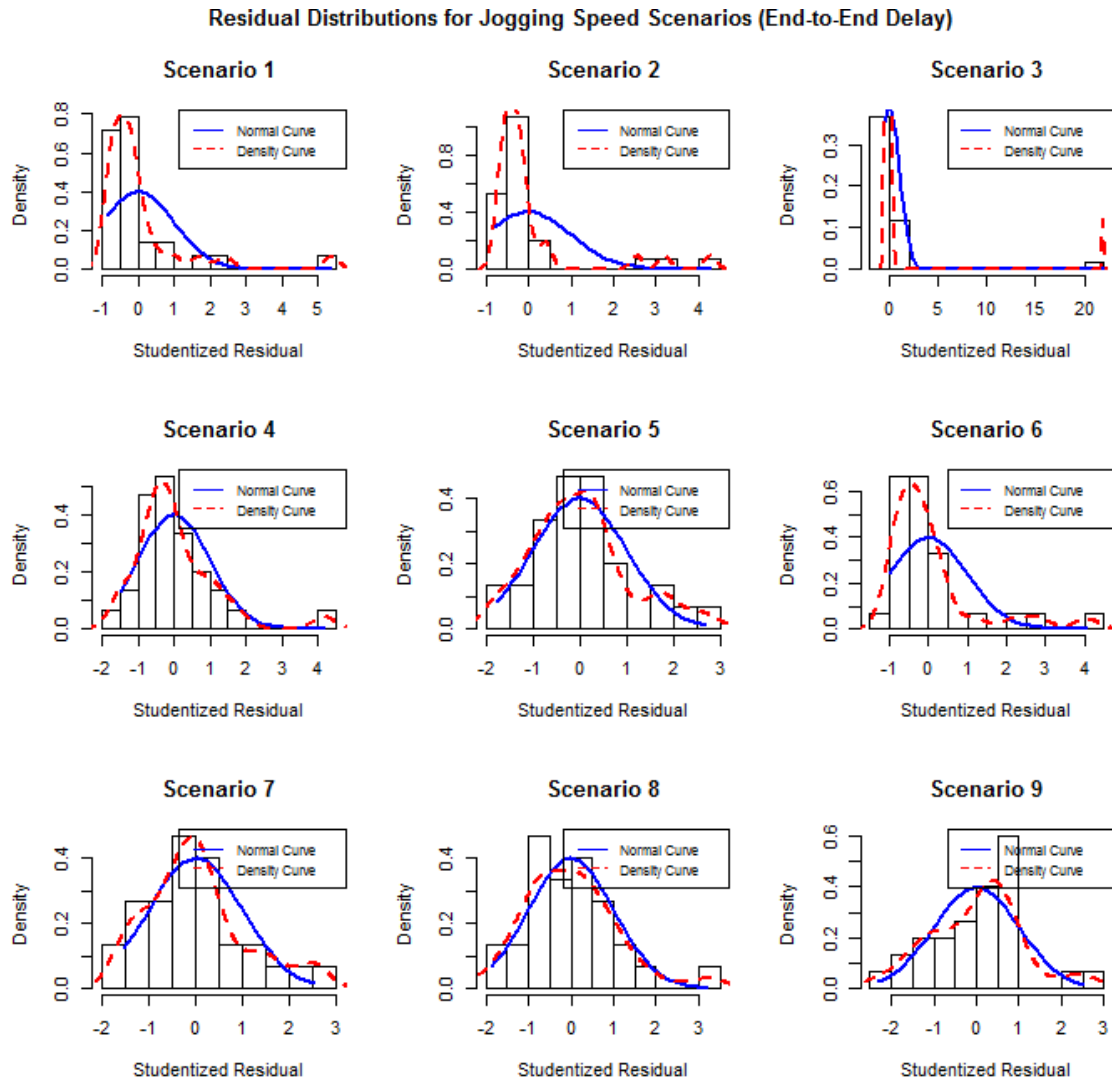 Residual Distributions for Jogging Speed Scenarios (End-to-End Delay)
Scenario 1
Density
0.0 0.2 0.4 0.6 0.8
Normal Curve
Density Curve
-1 0 1 2 3 4 5
Studentized Residual
Scenario 2
Density
0.0 0.4 0.8
Normal Curve
Density Curve
-1 0 1 2 3 4
Studentized Residual
Scenario 3
Density
0.0 0.1 0.2 0.3
Normal Curve
Density Curve
0 5 10 15 20
Studentized Residual
Scenario 4
Density
0.0 0.2 0.4
Normal Curve
Density Curve
-2 -1 0 1 2 3 4
Studentized Residual
Scenario 5
Density
0.0 0.2 0.4
Normal Curve
Density Curve
-2 -1 0 1 2 3
Studentized Residual
Scenario 6
Density
0.0 0.2 0.4 0.6
Normal Curve
Density Curve
-1 0 1 2 3 4
Studentized Residual
Scenario 7
Density
0.0 0.2 0.4
Normal Curve
Density Curve
-2 -1 0 1 2 3
Studentized Residual
Scenario 8
Density
0.0 0.2 0.4
Normal Curve
Density Curve
-2 -1 0 1 2 3
Studentized Residual
Scenario 9
Density
0.0 0.2 0.4 0.6
Normal Curve
Density Curve
-2 -1 0 1 2 3
Studentized Residual